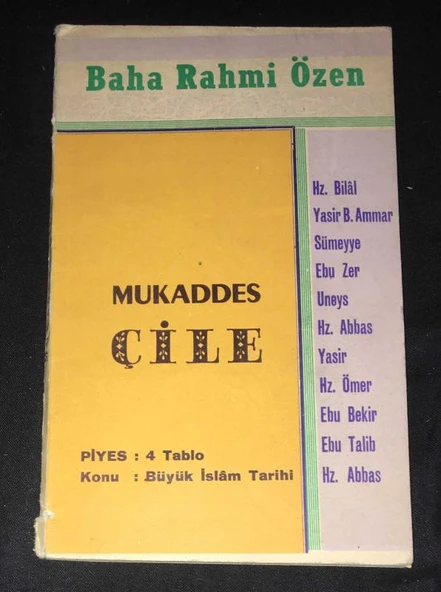 Baha Rahmi Özen
MUKADDES
ÇİLE
PİYES : 4 Tablo
Konu : Büyük İslâm Tarihi
Hz. Bilâl
Yasir B. Ammar
Sümeyye
Ebu Zer
Uneys
Hz. Abbas
Yasir
Hz. Ömer
Ebu Bekir
Ebu Talib
Hz. Abbas